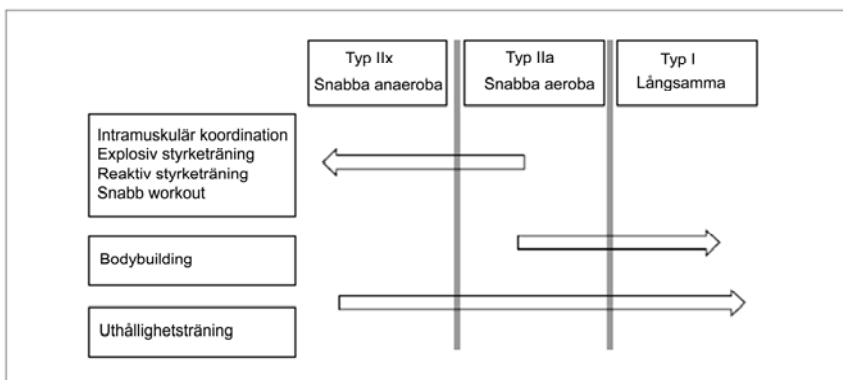 Typ IIx
Snabba anaeroba
Typ IIa
Snabba aeroba
Typ I
Långsamma
Intramuskulär koordination
Explosiv styrketräning
Reaktiv styrketräning
Snabb workout
Bodybuilding
Uthållighetsträning